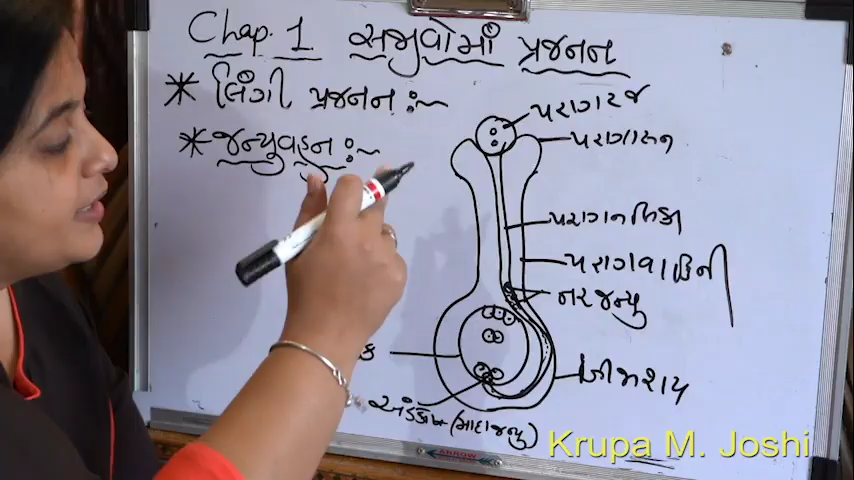 Chap. 1 સજીવોમાં પ્રજનન
* લિંગી પ્રજનન :~
* જન્યુવહન :~
પરાગરજ
પરાગાસન
પરાગનલિકા
પરાગવાહિની
નરજન્યુ
બીજાશય
ક
અંડકોષ (માદાજન્યુ)
Krupa M. Joshi
ARROW